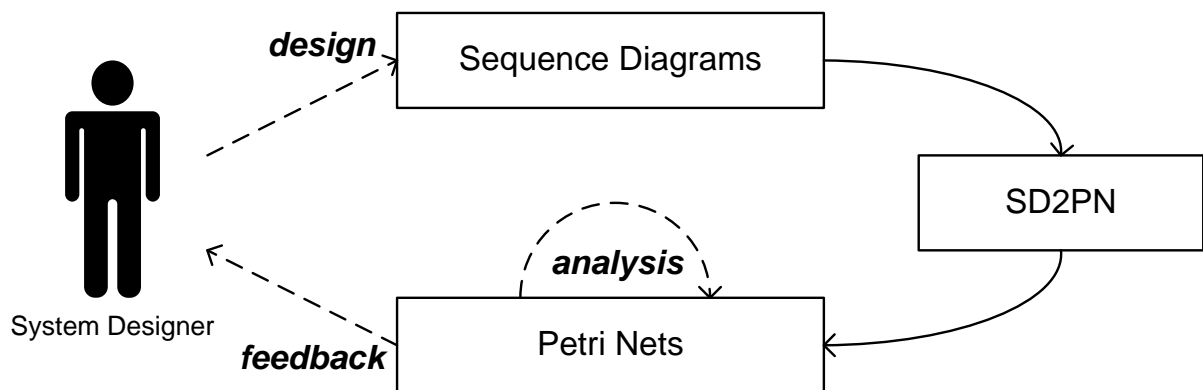 design
Sequence Diagrams
SD2PN
analysis
System Designer
feedback
Petri Nets